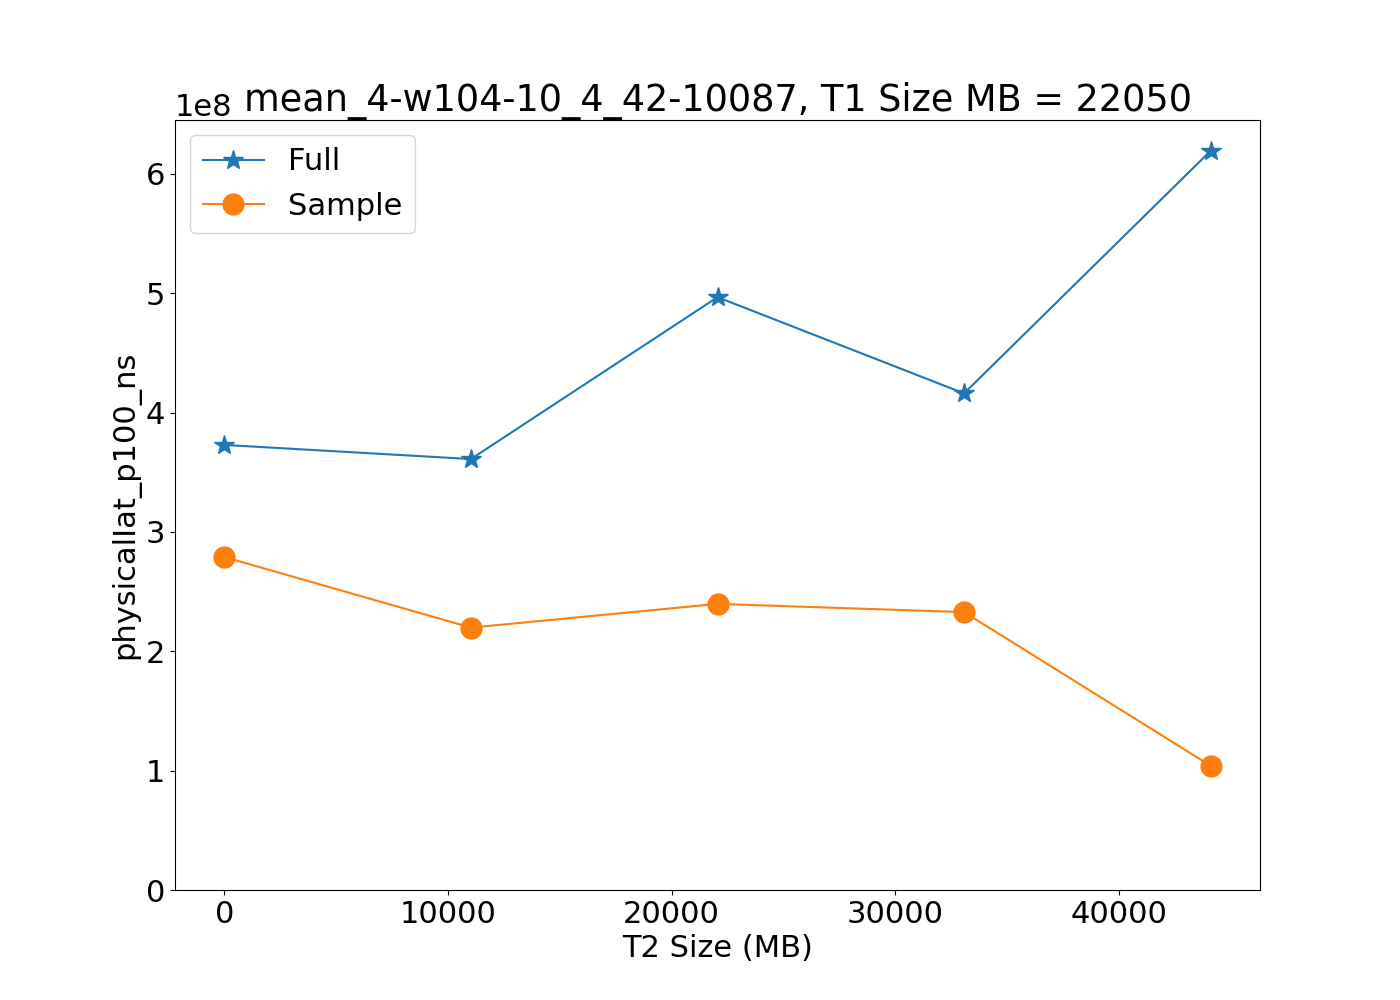 1e8 mean_4-w104-10_4_42-10087, T1 Size MB = 22050
Full
Sample
6
5
4
3
2
1
0
physicallat_p100_ns
0 10000 20000 30000 40000
T2 Size (MB)